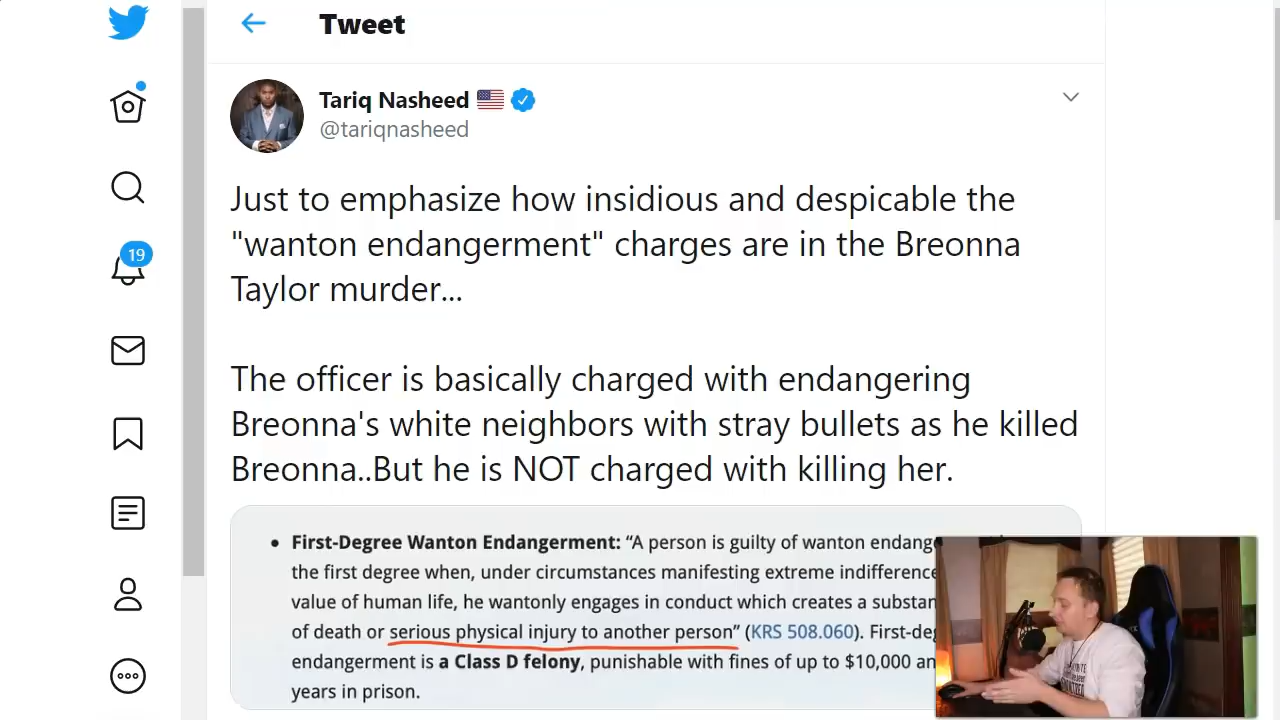 Tweet
Tariq Nasheed
@tariqnasheed
Just to emphasize how insidious and despicable the
"wanton endangerment" charges are in the Breonna
Taylor murder...
The officer is basically charged with endangering
Breonna's white neighbors with stray bullets as he killed
Breonna..But he is NOT charged with killing her.
• First-Degree Wanton Endangerment: “A person is guilty of wanton
the first degree when, under circumstances manifesting extreme indifference
value of human life, he wantonly engages in conduct which creates a
of death or serious physical injury to another person” (KRS 508.060).
endangerment is a Class D felony, punishable with fines of up to $10,000
years in prison.
19